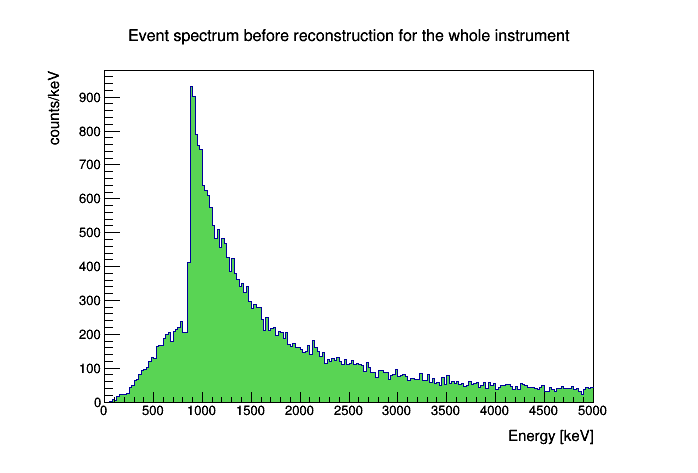 Event spectrum before reconstruction for the whole instrument
counts/keV
900
800
700
600
500
400
300
200
100
0
0 500 1000 1500 2000 2500 3000 3500 4000 4500 5000
Energy [keV]